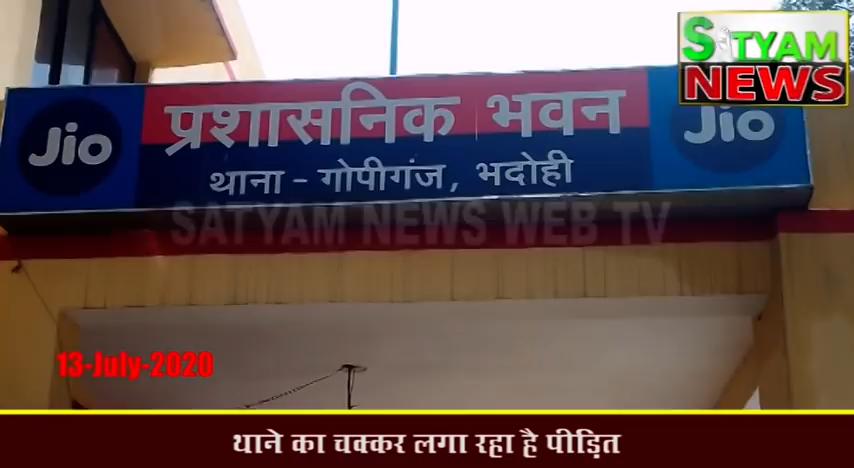 SATYAM
NEWS
Jio प्रशासनिक भवन Jio
थाना - गोपीगंज, भदोही
SATYAM NEWS WEB TV
13-July-2020
थाने का चक्कर लगा रहा है पीड़ित